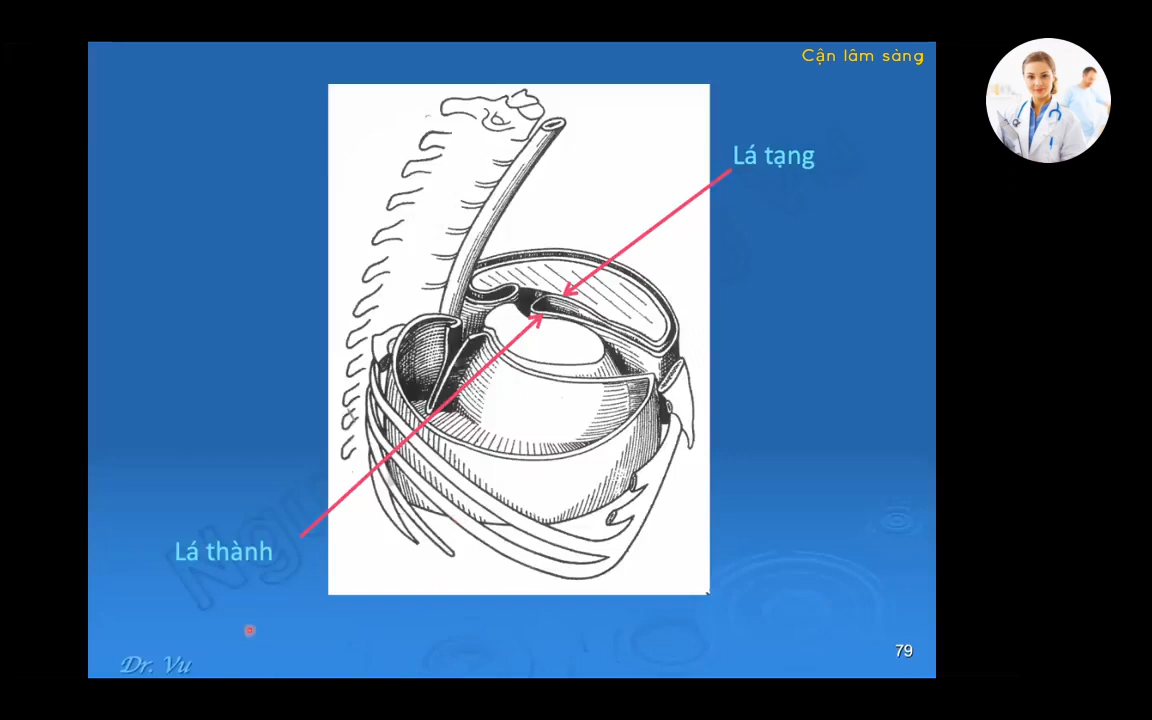 Cận lâm sàng
Lá tạng
Lá thành
Dr. Vu
79